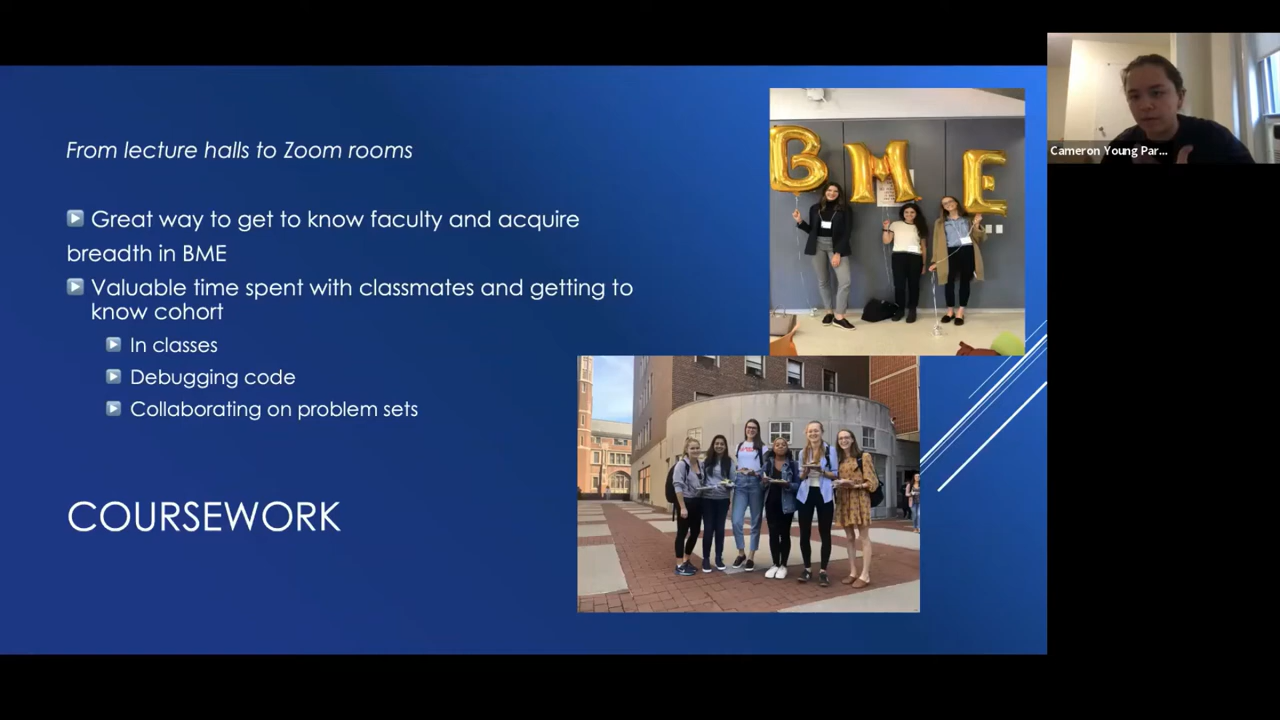 From lecture halls to Zoom rooms
Great way to get to know faculty and acquire
breadth in BME
Valuable time spent with classmates and getting to
know cohort
In classes
Debugging code
Collaborating on problem sets
COURSEWORK
BME
Cameron Young Par...